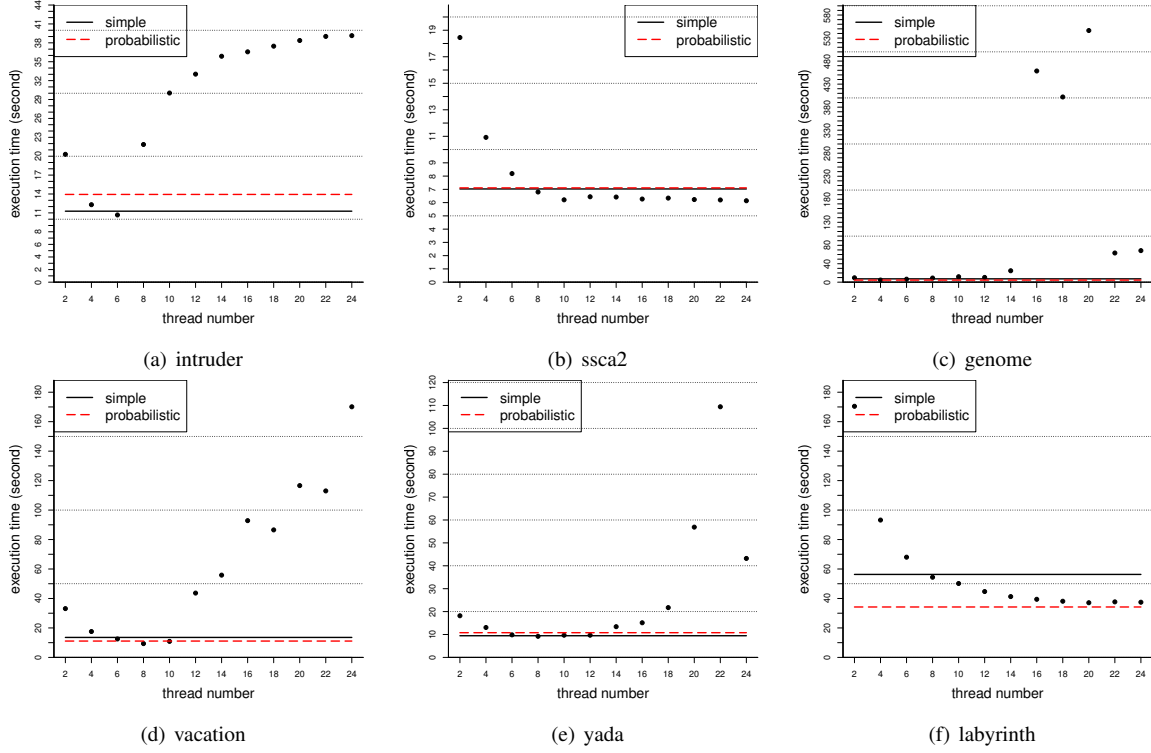 simple
probabilistic
execution time (second)
0 2 4 6 8 11 14 17 20 23 26 29 32 35 38 41 44
2 4 6 8 10 12 14 16 18 20 22 24
thread number
(a) intruder
simple
probabilistic
execution time (second)
0 1 2 3 4 5 6 7 8 9 11 13 15 17 19
2 4 6 8 10 12 14 16 18 20 22 24
thread number
(b) ssca2
simple
probabilistic
execution time (second)
0 40 80 130 180 230 280 330 380 430 480 530 580
2 4 6 8 10 12 14 16 18 20 22 24
thread number
(c) genome
simple
probabilistic
execution time (second)
0 10 20 30 40 50 60 80 100 120 140 160 180
2 4 6 8 10 12 14 16 18 20 22 24
thread number
(d) vacation
simple
probabilistic
execution time (second)
0 10 20 30 40 50 60 70 80 90 100 110 120
2 4 6 8 10 12 14 16 18 20 22 24
thread number
(e) yada
simple
probabilistic
execution time (second)
0 20 40 60 80 100 120 140 160 180
2 4 6 8 10 12 14 16 18 20 22 24
thread number
(f) labyrinth